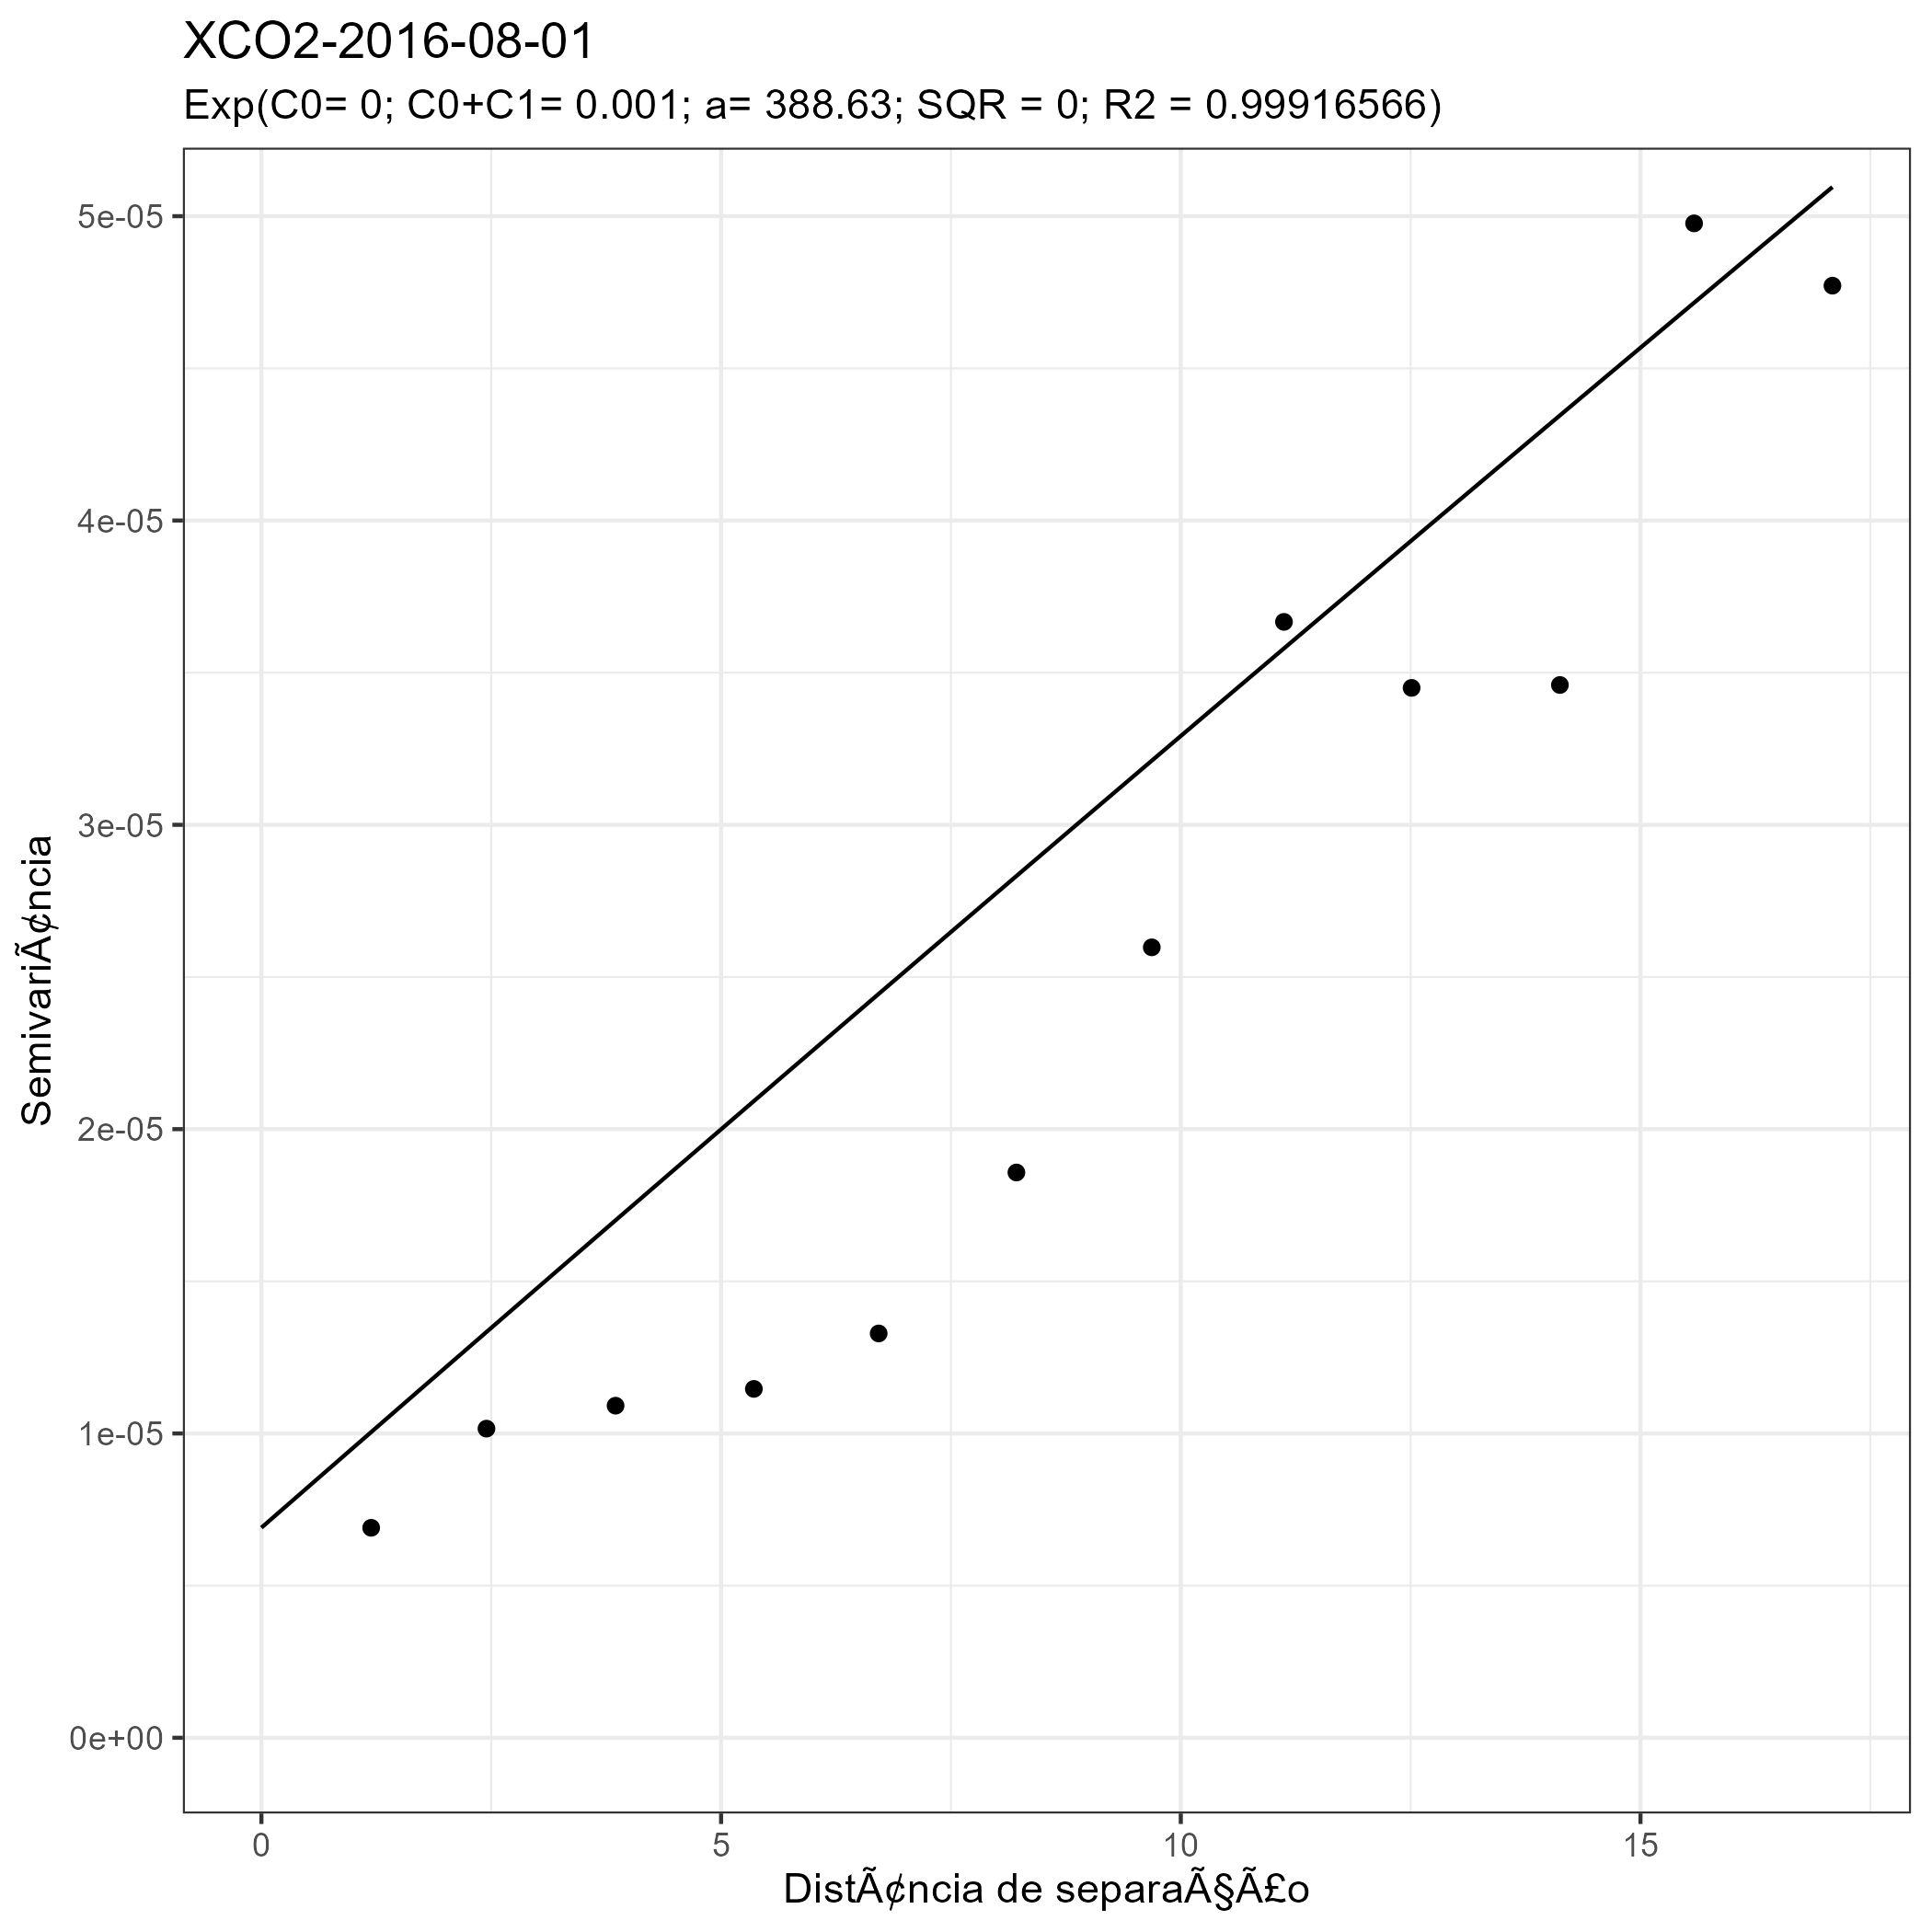 XCO2-2016-08-01
Exp(C0= 0; C0+C1= 0.001; a= 388.63; SQR = 0; R2 = 0.99916566)
5e-05
4e-05
3e-05
2e-05
1e-05
0e+00
SemivariÃ¢ncia
0 5 10 15
DistÃ¢ncia de separaÃ§Ã£o